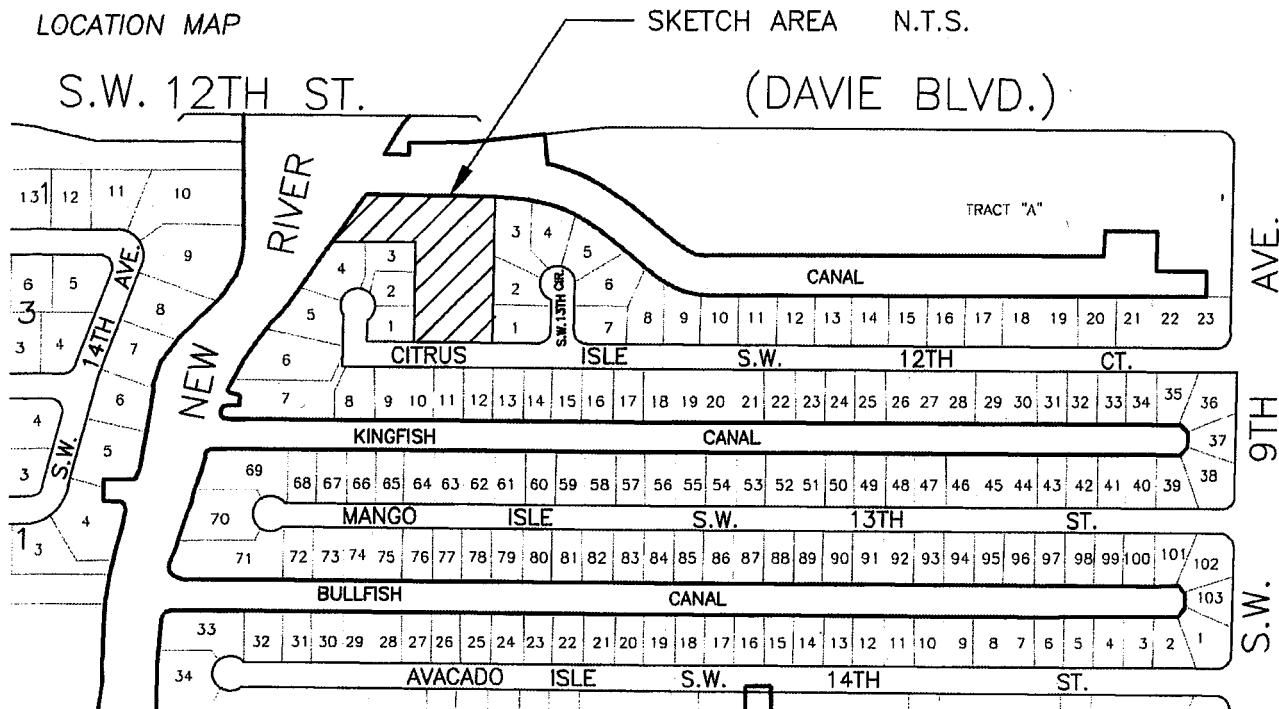 LOCATION MAP
SKETCH AREA N.T.S.
S.W. 12TH ST. (DAVIE BLVD.)
13 1 12 11 10
NEW RIVER
TRACT "A"
9TH AVE.
S.W.
9
3 4 5
6 5
S.W. 14TH AVE.
4 3 2 1
2 1
S.W. 13TH CIR.
6
CANAL
3
8
5
3 4
7
7 8 9 10 11 12 13 14 15 16 17 18 19 20 21 22 23
6
CITRUS ISLE S.W. 12TH CT.
6
7 8 9 10 11 12 13 14 15 16 17 18 19 20 21 22 23 24 25 26 27 28 29 30 31 32 33 34 35 36
4
5
KINGFISH CANAL
37
3
69 68 67 66 65 64 63 62 61 60 59 58 57 56 55 54 53 52 51 50 49 48 47 46 45 44 43 42 41 40 39 38
4
70
MANGO ISLE S.W. 13TH ST.
1 3
71 72 73 74 75 76 77 78 79 80 81 82 83 84 85 86 87 88 89 90 91 92 93 94 95 96 97 98 99 100 101 102
BULLFISH CANAL
103
33 32 31 30 29 28 27 26 25 24 23 22 21 20 19 18 17 16 15 14 13 12 11 10 9 8 7 6 5 4 3 2 1
34
AVACADO ISLE S.W. 14TH ST.